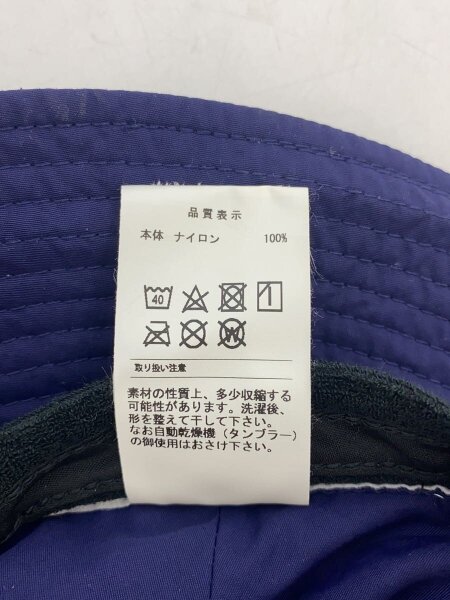 品質表示
本体 ナイロン 100%
40
W
取り扱い注意
素材の性質上、多少収縮する
可能性があります。洗濯後、
形を整えて干して下さい。
なお自動乾燥機（タンブラー）
の御使用はおさけ下さい。